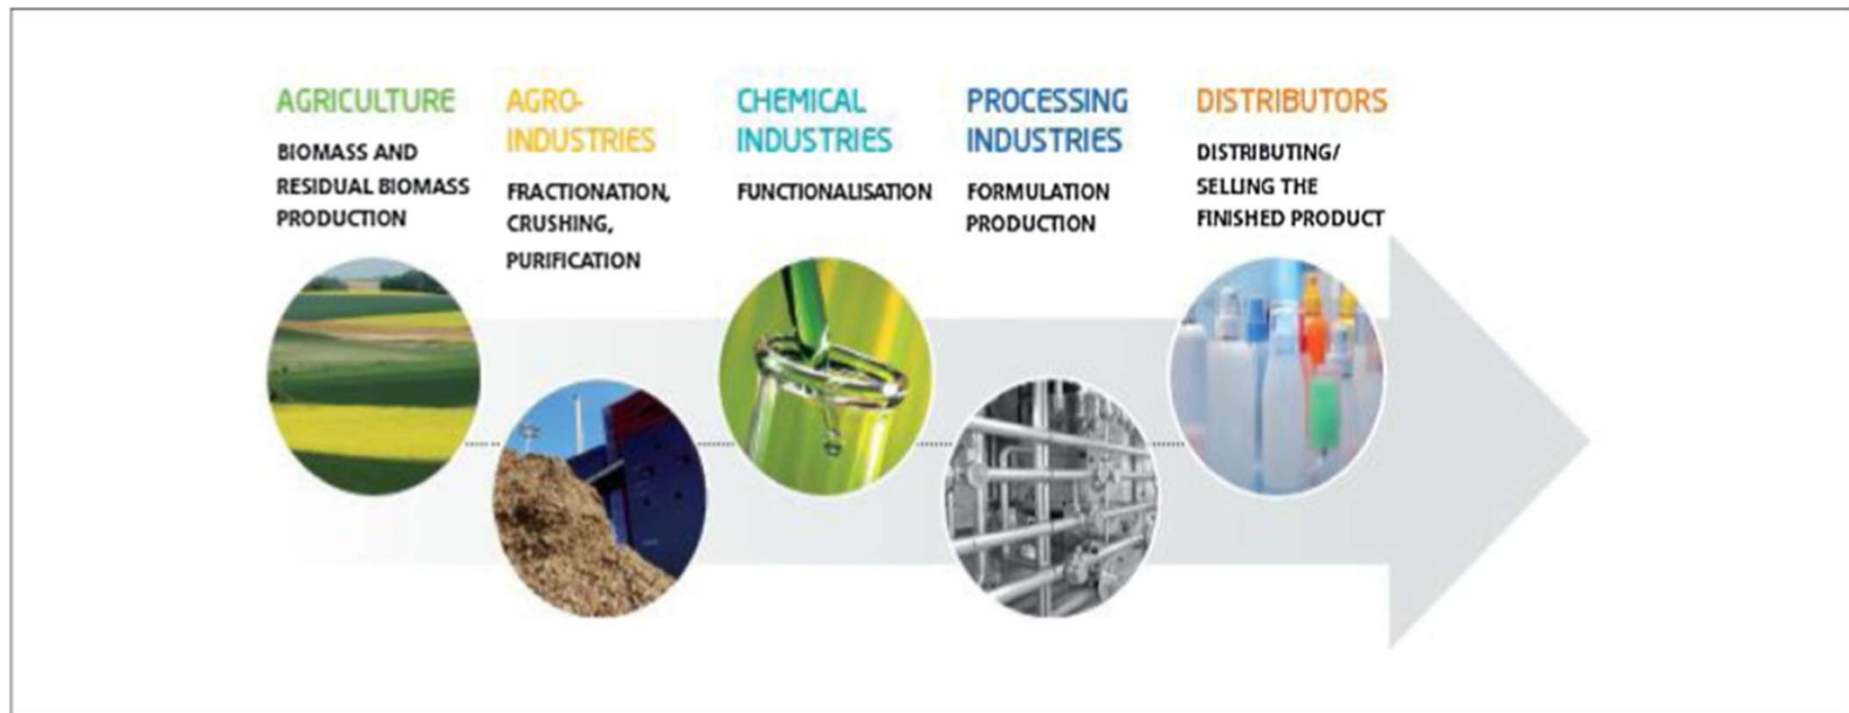 AGRICULTURE
BIOMASS AND
RESIDUAL BIOMASS
PRODUCTION
AGRO-
INDUSTRIES
FRACTIONATION,
CRUSHING,
PURIFICATION
CHEMICAL
INDUSTRIES
FUNCTIONALISATION
PROCESSING
INDUSTRIES
FORMULATION
PRODUCTION
DISTRIBUTORS
DISTRIBUTING/
SELLING THE
FINISHED PRODUCT